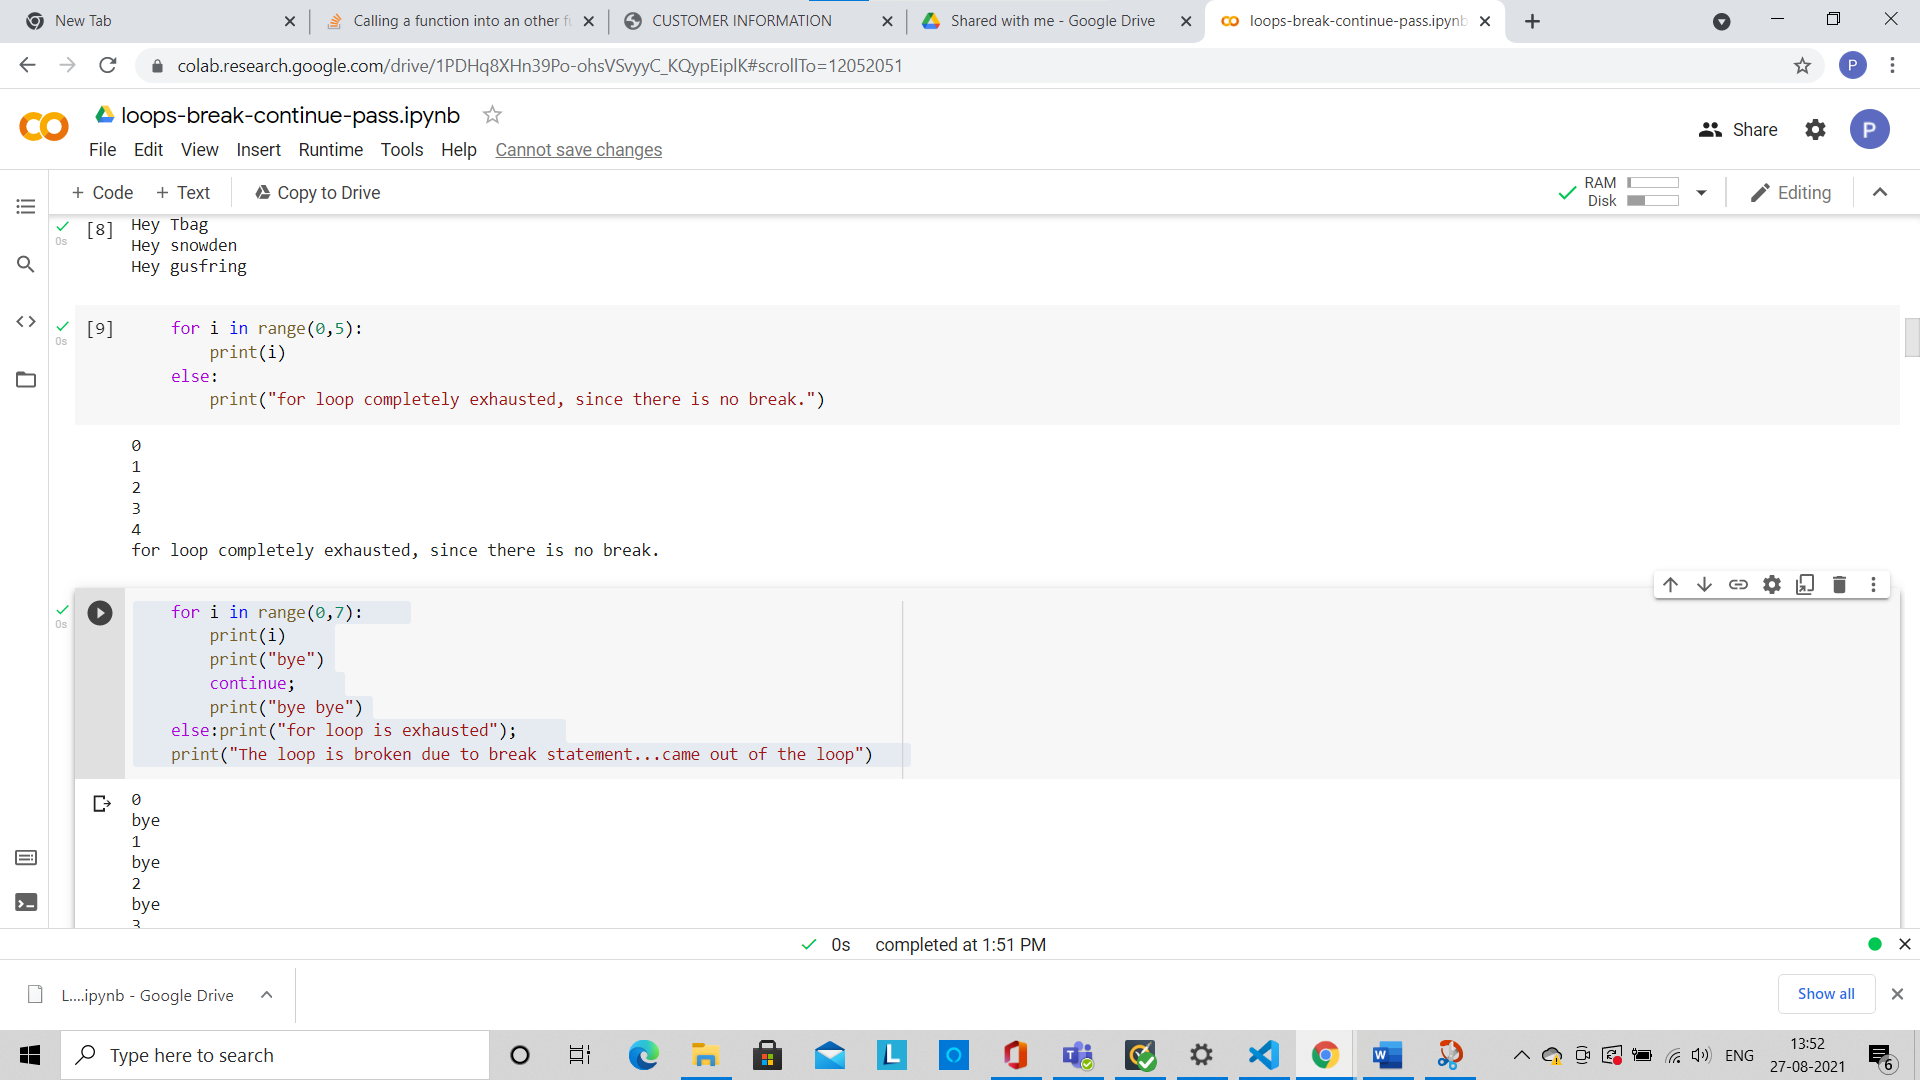 New Tab
Calling a function into an other fu
CUSTOMER INFORMATION
Shared with me - Google Drive
loops-break-continue-pass.ipynb
colab.research.google.com/drive/1PDHq8XHn39Po-ohsVSvyyC_KQypEiplK#scrollTo=12052051
P
loops-break-continue-pass.ipynb
File Edit View Insert Runtime Tools Help Cannot save changes
Share
P
+ Code + Text Copy to Drive
RAM
Disk
Editing
[8]
0s
Hey Tbag
Hey snowden
Hey gusfring
[9]
0s
for i in range(0,5):
    print(i)
else:
    print("for loop completely exhausted, since there is no break.")
0
1
2
3
4
for loop completely exhausted, since there is no break.
0s
for i in range(0,7):
    print(i)
    print("bye")
    continue;
    print("bye bye")
else:print("for loop is exhausted");
print("The loop is broken due to break statement...came out of the loop")
0
bye
1
bye
2
bye
3
0s completed at 1:51 PM
L....ipynb - Google Drive
Show all
Type here to search
ENG
13:52
27-08-2021
6